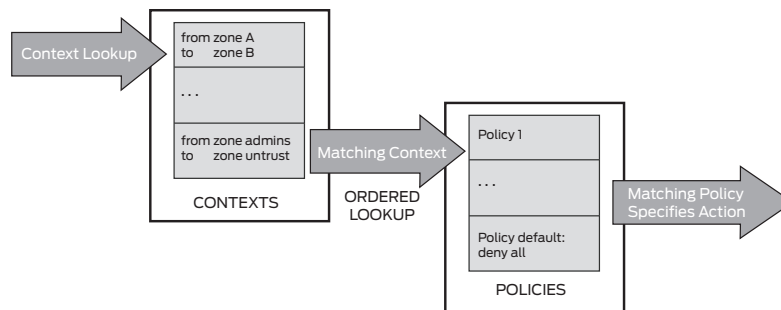 Context Lookup
from zone A
to zone B
...
from zone admins
to zone untrust
CONTEXTS
Matching Context
ORDERED
LOOKUP
Policy 1
...
Policy default:
deny all
POLICIES
Matching Policy
Specifies Action